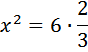 x² = 6 · 2/3